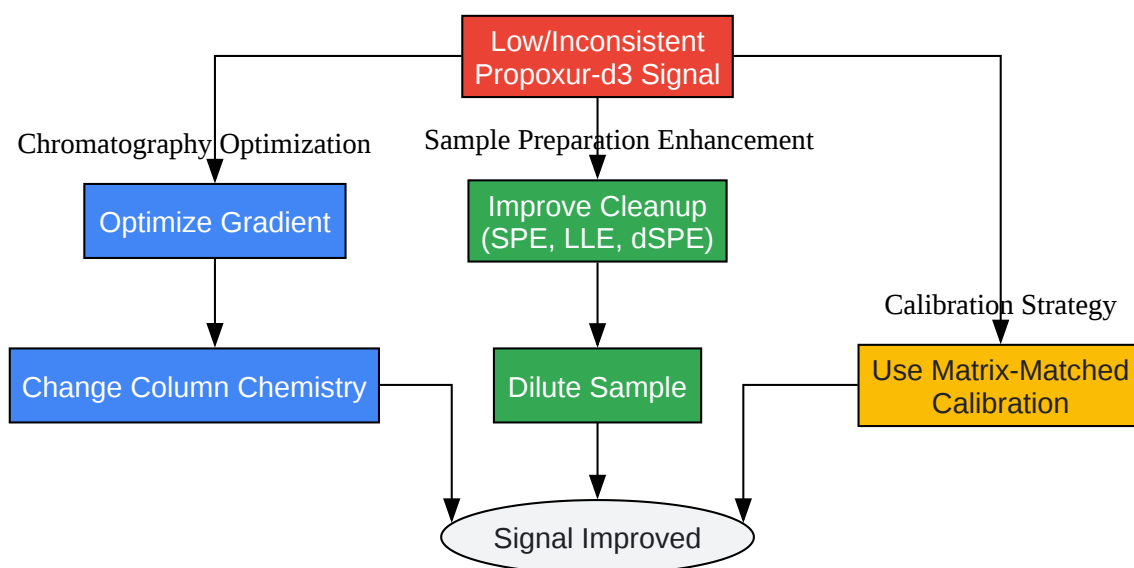 Low/Inconsistent
Propoxur-d3 Signal
Chromatography Optimization
Sample Preparation Enhancement
Optimize Gradient
Improve Cleanup
(SPE, LLE, dSPE)
Calibration Strategy
Change Column Chemistry
Dilute Sample
Use Matrix-Matched
Calibration
Signal Improved